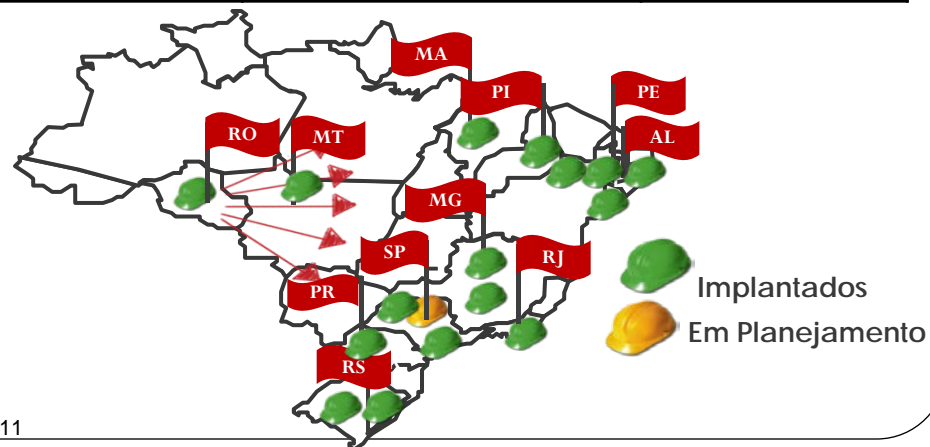 MA
PI
PE
RO
MT
AL
MG
SP
RJ
PR
Implantados
Em Planejamento
RS
11